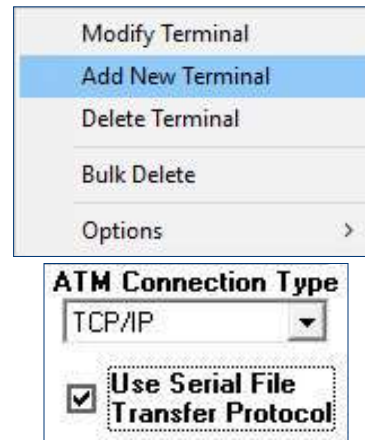 Modify Terminal
Add New Terminal
Delete Terminal
Bulk Delete
Options
ATM Connection Type
TCP/IP
Use Serial File
Transfer Protocol